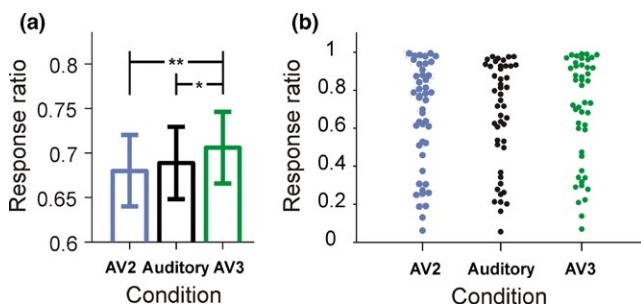 (a)
**
*
Response ratio
0.8
0.75
0.7
0.65
0.6
AV2 Auditory AV3
Condition
(b)
Response ratio
1
0.8
0.6
0.4
0.2
0
AV2 Auditory AV3
Condition